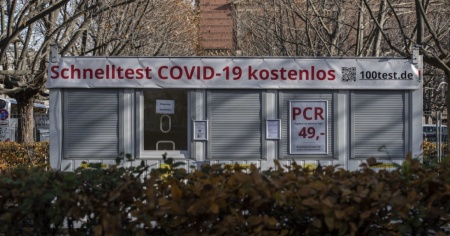 Schnelltest COVID-19 kostenlos 100test.de
PCR
49,-